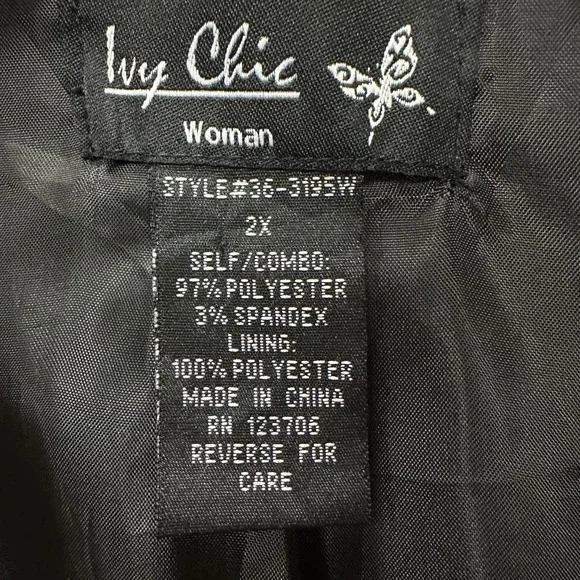 Ivy Chic
Woman
STYLE#36-3195W
2X
SELF/COMBO:
97% POLYESTER
3% SPANDEX
LINING:
100% POLYESTER
MADE IN CHINA
RN 123706
REVERSE FOR
CARE